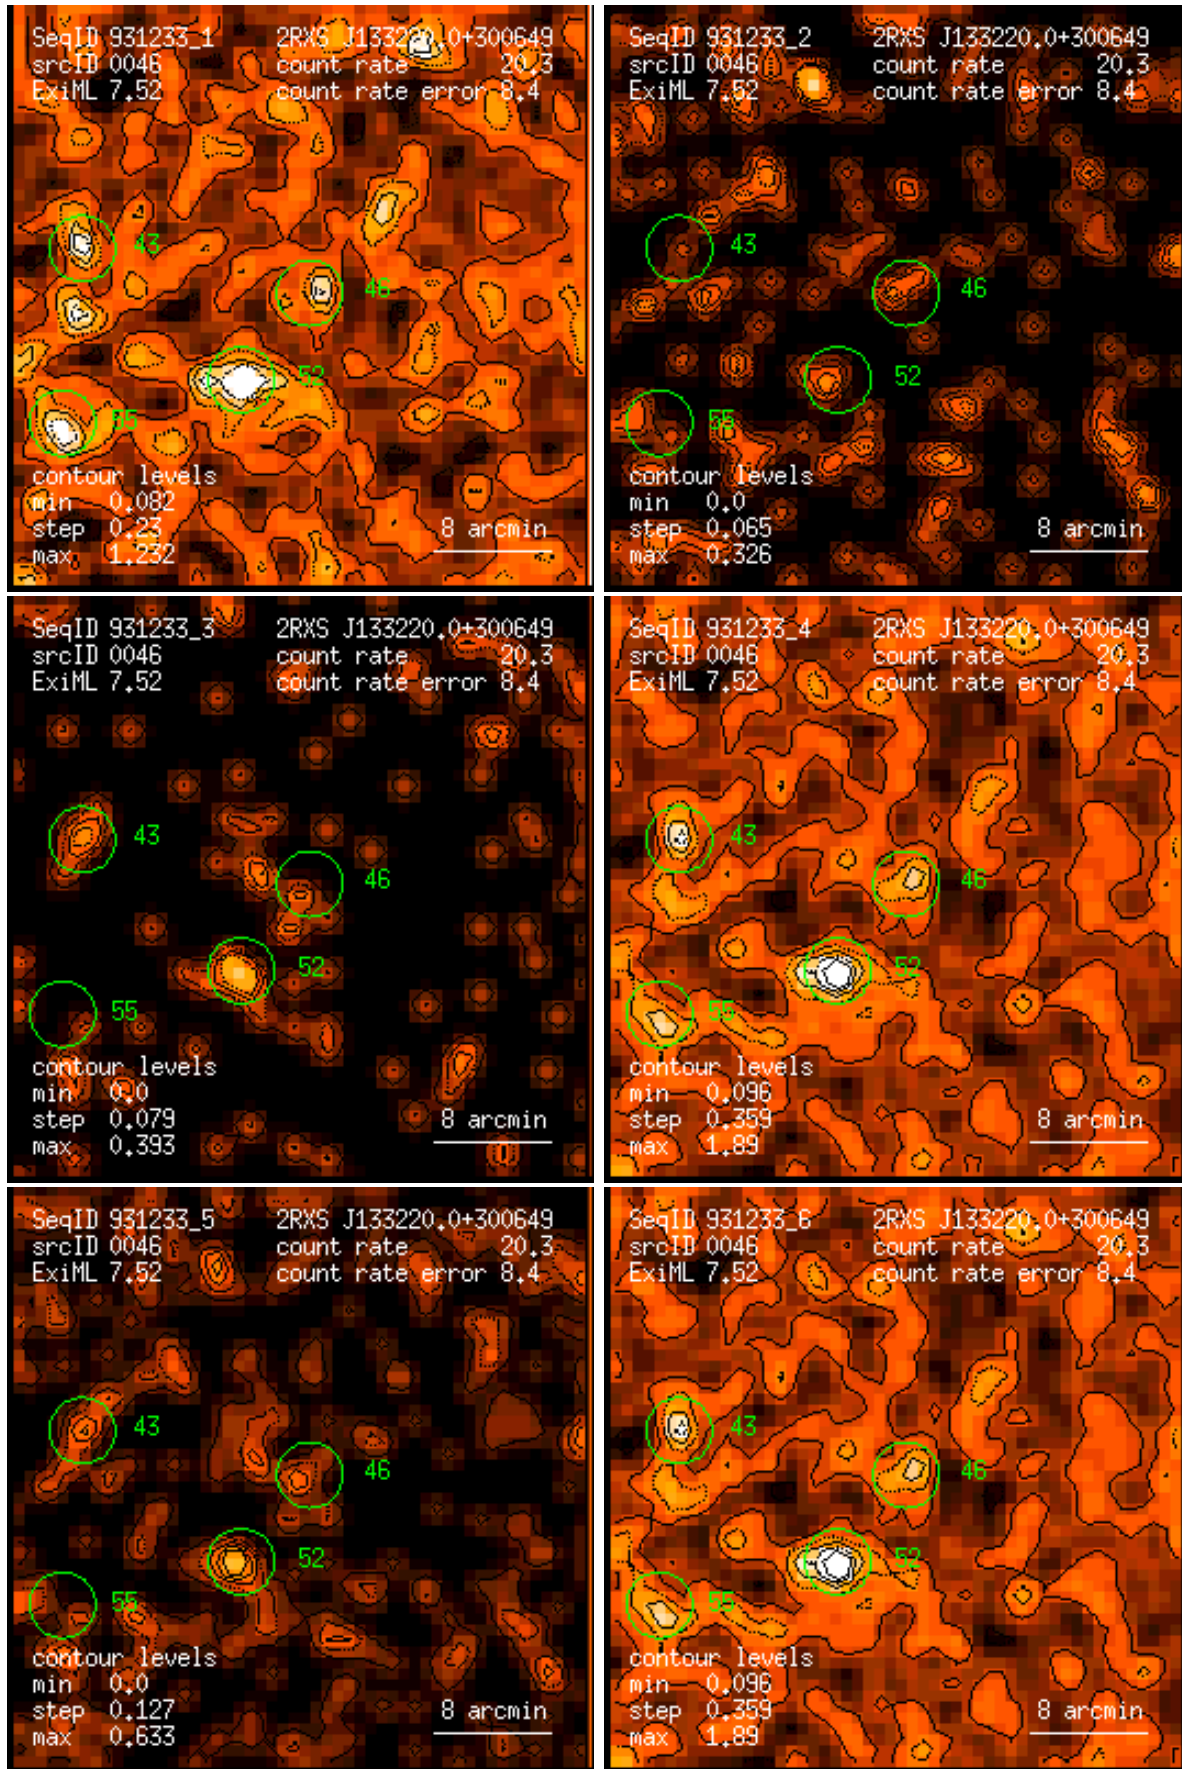 SeqID 931233_1 2RXS J133220.0+300649
srcID 0046 count rate 20.3
ExiML 7.52 count rate error 8.4
43
46
52
55
contour levels
min 0.082
step 0.23 8 arcmin
max 1.232
SeqID 931233_2 2RXS J133220.0+300649
srcID 0046 count rate 20.3
ExiML 7.52 count rate error 8.4
43
46
52
55
contour levels
min 0.0
step 0.065 8 arcmin
max 0.326
SeqID 931233_3 2RXS J133220.0+300649
srcID 0046 count rate 20.3
ExiML 7.52 count rate error 8.4
43
46
52
55
contour levels
min 0.0
step 0.079 8 arcmin
max 0.393
SeqID 931233_4 2RXS J133220.0+300649
srcID 0046 count rate 20.3
ExiML 7.52 count rate error 8.4
43
46
52
55
contour levels
min 0.096
step 0.359 8 arcmin
max 1.89
SeqID 931233_5 2RXS J133220.0+300649
srcID 0046 count rate 20.3
ExiML 7.52 count rate error 8.4
43
46
52
55
contour levels
min 0.0
step 0.127 8 arcmin
max 0.633
SeqID 931233_6 2RXS J133220.0+300649
srcID 0046 count rate 20.3
ExiML 7.52 count rate error 8.4
43
46
52
55
contour levels
min 0.096
step 0.359 8 arcmin
max 1.89